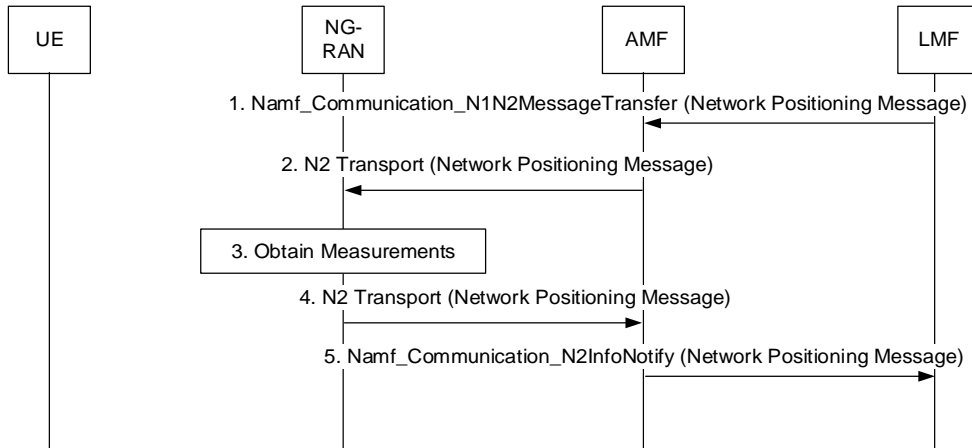 UE
NG-
RAN
AMF
LMF
1. Namf_Communication_N1N2MessageTransfer (Network Positioning Message)
2. N2 Transport (Network Positioning Message)
3. Obtain Measurements
4. N2 Transport (Network Positioning Message)
5. Namf_Communication_N2InfoNotify (Network Positioning Message)